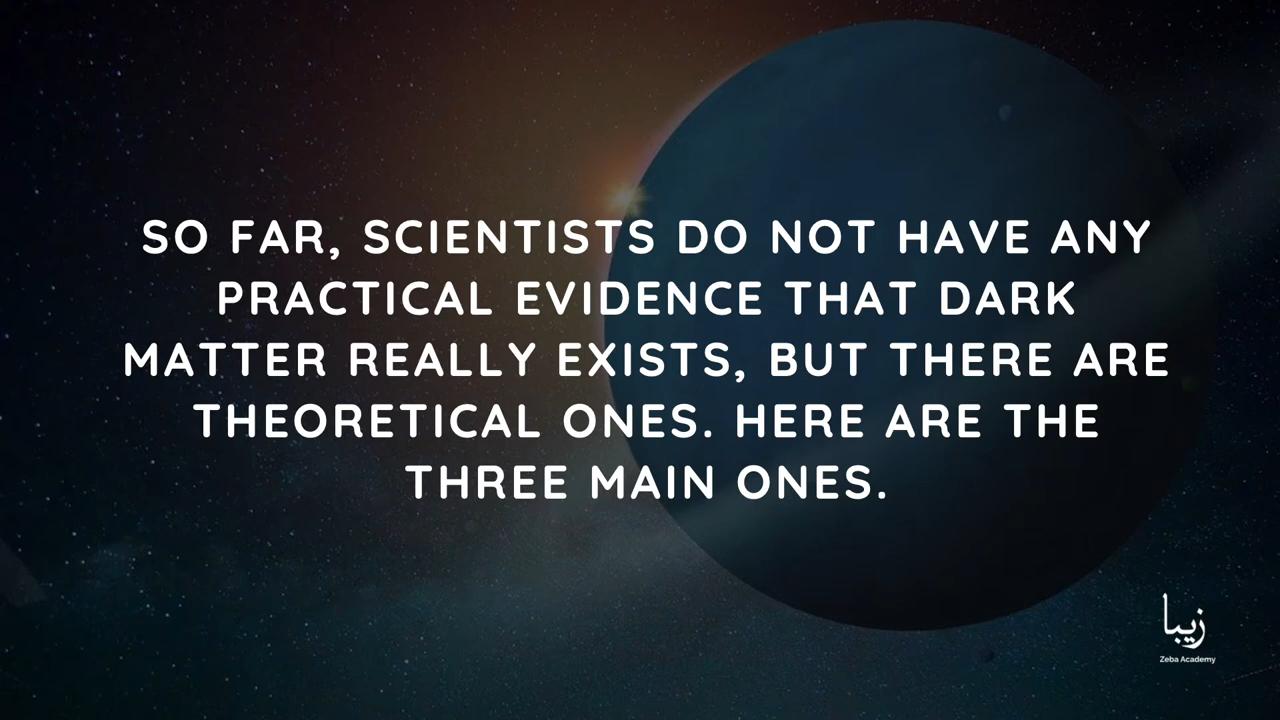 SO FAR, SCIENTISTS DO NOT HAVE ANY
PRACTICAL EVIDENCE THAT DARK
MATTER REALLY EXISTS, BUT THERE ARE
THEORETICAL ONES. HERE ARE THE
THREE MAIN ONES.
زيبا
Zeba Academy